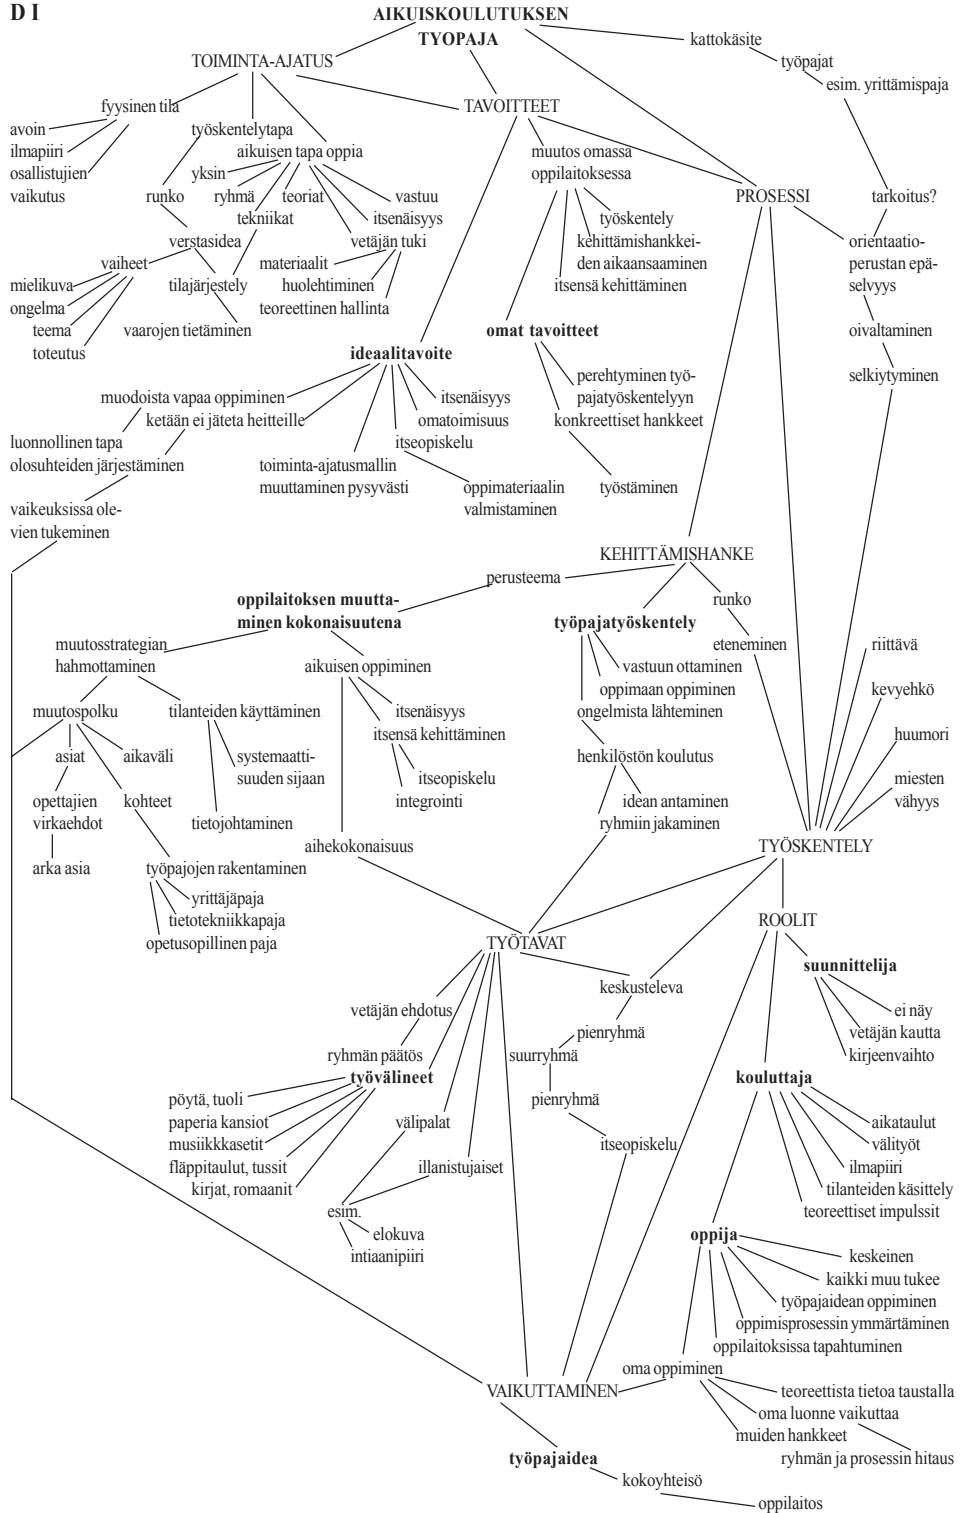 D I
AIKUISKOULUTUKSEN
TYOPAJA
kattokäsite
TOIMINTA-AJATUS
työpajat
esim. yrittämispaja
fyysinen tila
TAVOITTEET
avoin
ilmapiiri
osallistujien
vaikutus
työskentelytapa
aikuisen tapa oppia
yksin
ryhmä
teoriat
vastuu
tekniikat
itsenäisyys
vetäjän tuki
runko
verstasidea
materiaalit
huolehtiminen
teoreettinen hallinta
vaiheet
mielikuva
ongelma
teema
toteutus
tilajärjestely
vaarojen tietäminen
muutos omassa
oppilaitoksessa
työskentely
kehittämishankkei-
den aikaansaaminen
itsensä kehittäminen
PROSESSI
tarkoitus?
orientaatio-
perustan epä-
selvyys
oivaltaminen
selkiytyminen
omat tavoitteet
perehtyminen työ-
pajatyöskentelyyn
konkreettiset hankkeet
työstäminen
ideaalitavoite
muodoista vapaa oppiminen
ketään ei jäteta heitteille
itsenäisyys
omatoimisuus
itseopiskelu
luonnollinen tapa
olosuhteiden järjestäminen
toiminta-ajatusmallin
muuttaminen pysyvästi
oppimateriaalin
valmistaminen
vaikeuksissa ole-
vien tukeminen
KEHITTÄMISHANKE
perusteema
runko
oppilaitoksen muutta-
minen kokonaisuutena
työpajatyöskentely
eteneminen
muutosstrategian
hahmottaminen
aikuisen oppiminen
vastuun ottaminen
oppimaan oppiminen
ongelmista lähteminen
riittävä
kevyehkö
huumori
miesten
vähyys
muutospolku
tilanteiden käyttäminen
itsenäisyys
itsensä kehittäminen
asiat
aikaväli
systemaatti-
suuden sijaan
henkilöstön koulutus
itseopiskelu
integrointi
idean antaminen
ryhmiin jakaminen
opettajien
virkaehdot
kohteet
tietojohtaminen
arka asia
työpajojen rakentaminen
aihekokonaisuus
TYÖSKENTELY
yrittäjäpaja
tietotekniikkapaja
opetusopillinen paja
ROOLIT
TYÖTAVAT
suunnittelija
keskusteleva
ei näy
vetäjän kautta
kirjeenvaihto
vetäjän ehdotus
pienryhmä
ryhmän päätös
suurryhmä
työvälineet
kouluttaja
pöytä, tuoli
paperia kansiot
musiikkkasetit
fläppitaulut, tussit
kirjat, romaanit
pienryhmä
välipalat
itseopiskelu
aikataulut
välityöt
ilmapiiri
tilanteiden käsittely
teoreettiset impulssit
illanistujaiset
esim.
elokuva
intiaanipiiri
oppija
keskeinen
kaikki muu tukee
työpajaidean oppiminen
oppimisprosessin ymmärtäminen
oppilaitoksissa tapahtuminen
oma oppiminen
VAIKUTTAMINEN
teoreettista tietoa taustalla
oma luonne vaikuttaa
muiden hankkeet
ryhmän ja prosessin hitaus
työpajaidea
kokoyhteisö
oppilaitos